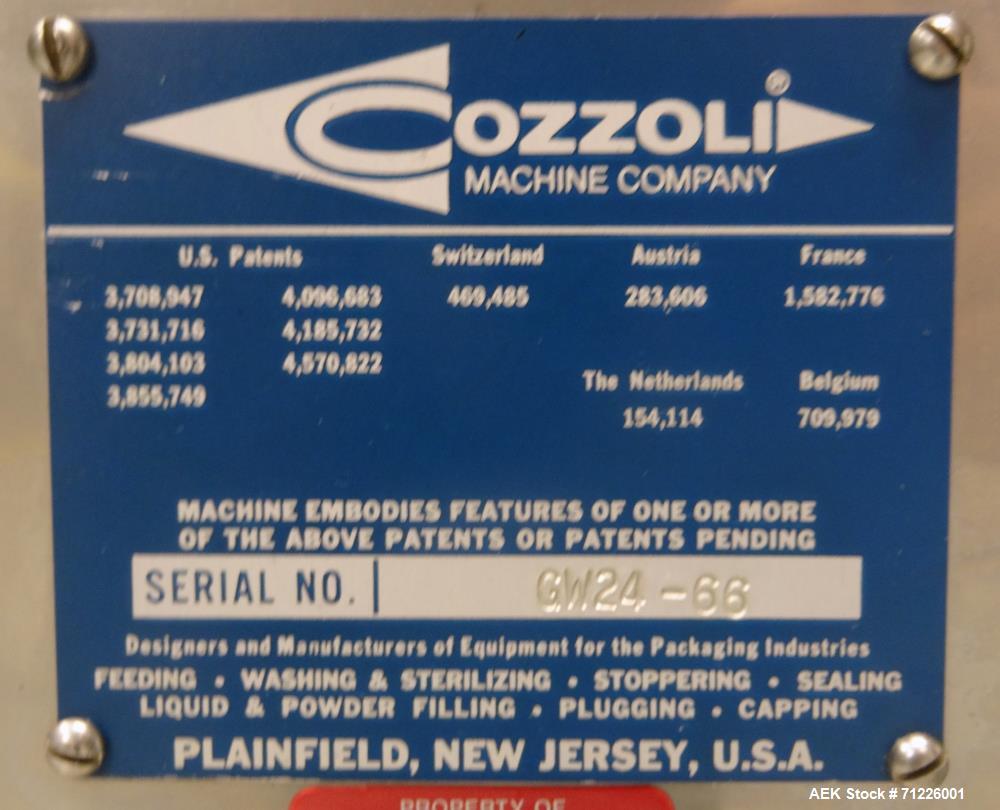 COZZOLI®
MACHINE COMPANY
U.S. Patents Switzerland Austria France
3,708,947 4,096,683 469,485 283,606 1,582,776
3,731,716 4,185,732
3,804,103 4,570,822
The Netherlands Belgium
3,855,749
154,114 709,979
MACHINE EMBODIES FEATURES OF ONE OR MORE
OF THE ABOVE PATENTS OR PATENTS PENDING
SERIAL NO. GW24-66
Designers and Manufacturers of Equipment for the Packaging Industries
FEEDING • WASHING & STERILIZING • STOPPERING • SEALING
LIQUID & POWDER FILLING • PLUGGING • CAPPING
PLAINFIELD, NEW JERSEY, U.S.A.
PROPERTY OF
AEK Stock #71226001